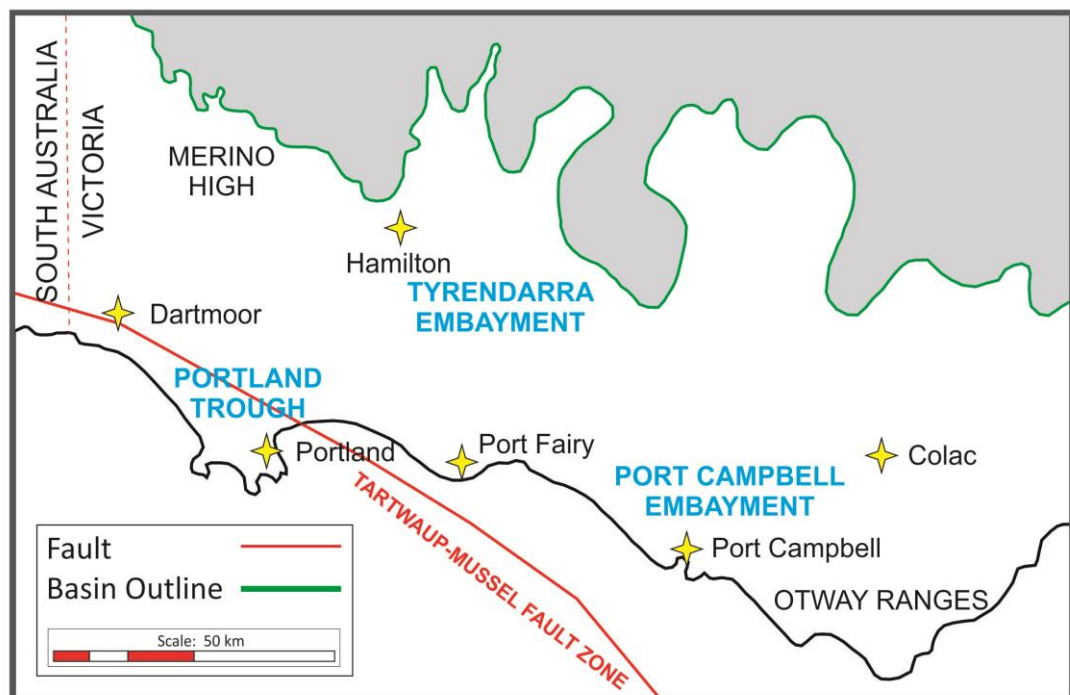 SOUTH AUSTRALIA
VICTORIA
MERINO
HIGH
Hamilton
TYRENDARRA
EMBAYMENT
Dartmoor
PORTLAND
TROUGH
Portland
Port Fairy
Colac
PORT CAMPBELL
EMBAYMENT
Port Campbell
OTWAY RANGES
TARTWAUP-MUSSEL FAULT ZONE
Fault
Basin Outline
Scale: 50 km